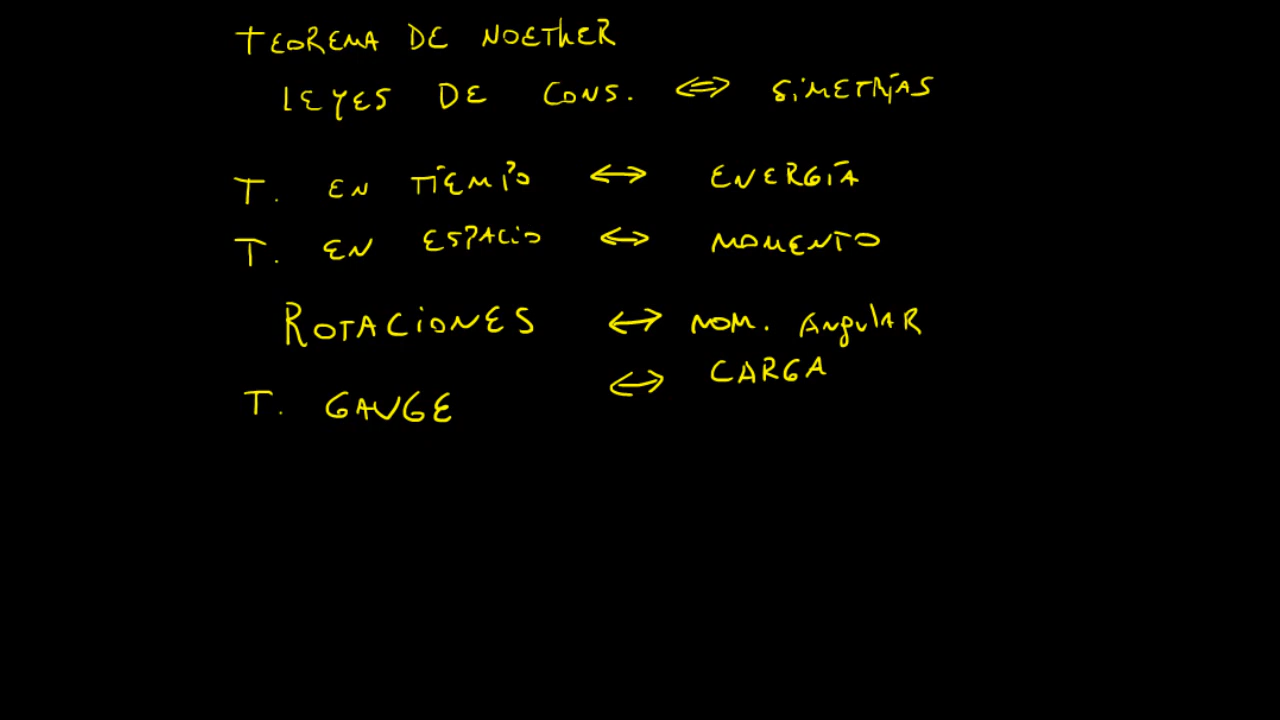 TEOREMA DE NOETHER
LEYES DE CONS. ⇔ SIMETRÍAS
T. EN TIEMPO ↔ ENERGÍA
T. EN ESPACIO ↔ MOMENTO
ROTACIONES ↔ MOM. ANGULAR
T. GAUGE ↔ CARGA